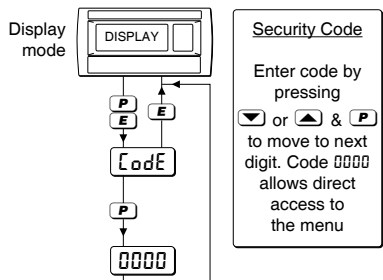 Display
mode
DISPLAY
P
E
E
CodE
P
0000
Security Code
Enter code by
pressing
or & P
to move to next
digit. Code 0000
allows direct
access to
the menu